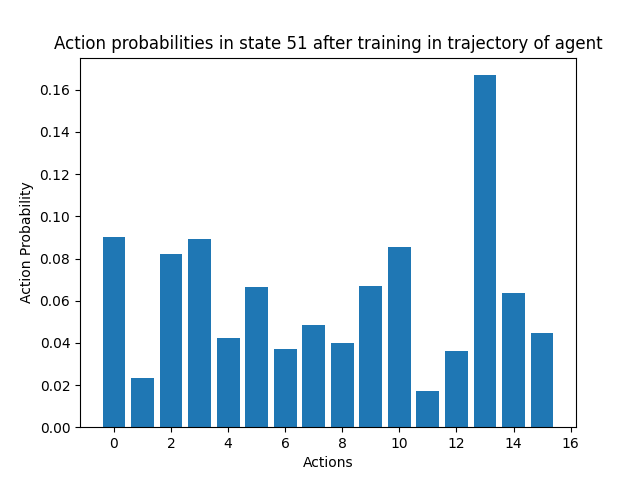 Action probabilities in state 51 after training in trajectory of agent
0.16
0.14
0.12
0.10
0.08
0.06
0.04
0.02
0.00
Action Probability
0 2 4 6 8 10 12 14 16
Actions